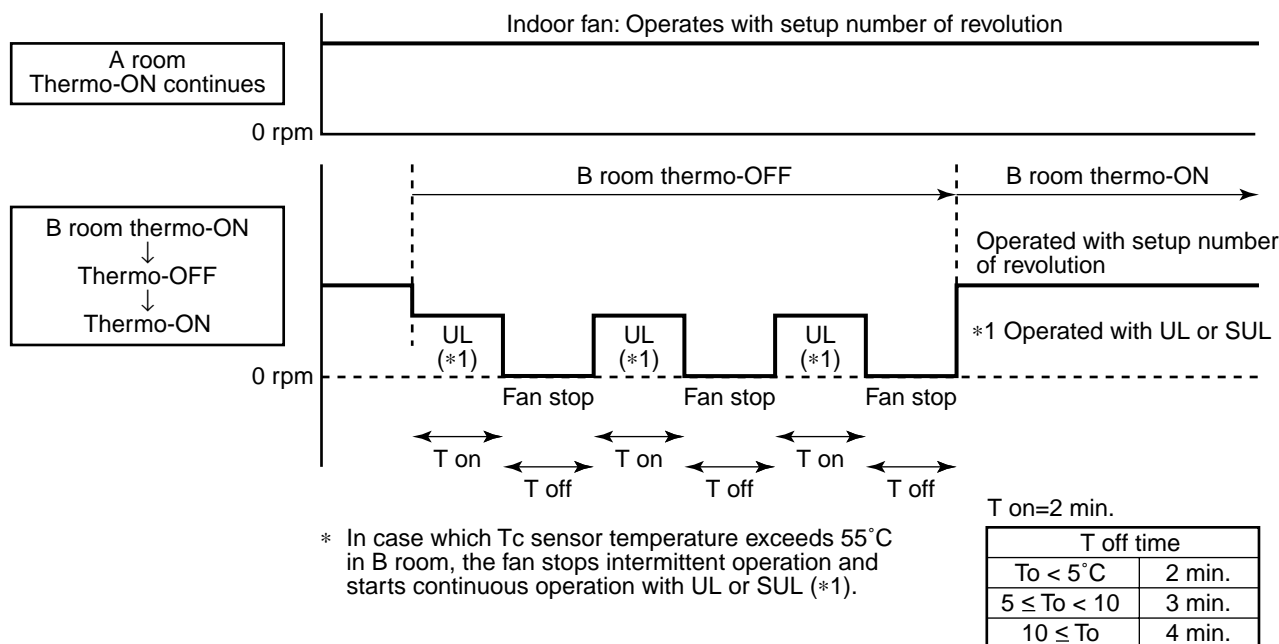 Indoor fan: Operates with setup number of revolution
A room
Thermo-ON continues
0 rpm
B room thermo-OFF
B room thermo-ON
B room thermo-ON
↓
Thermo-OFF
↓
Thermo-ON
Operated with setup number
of revolution
UL
(*1)
UL
(*1)
UL
(*1)
*1 Operated with UL or SUL
0 rpm
Fan stop
Fan stop
Fan stop
T on
T on
T on
T off
T off
T off
* In case which Tc sensor temperature exceeds 55°C
in B room, the fan stops intermittent operation and
starts continuous operation with UL or SUL (*1).
T on=2 min.
T off time
To < 5°C 2 min.
5 ≤ To < 10 3 min.
10 ≤ To 4 min.